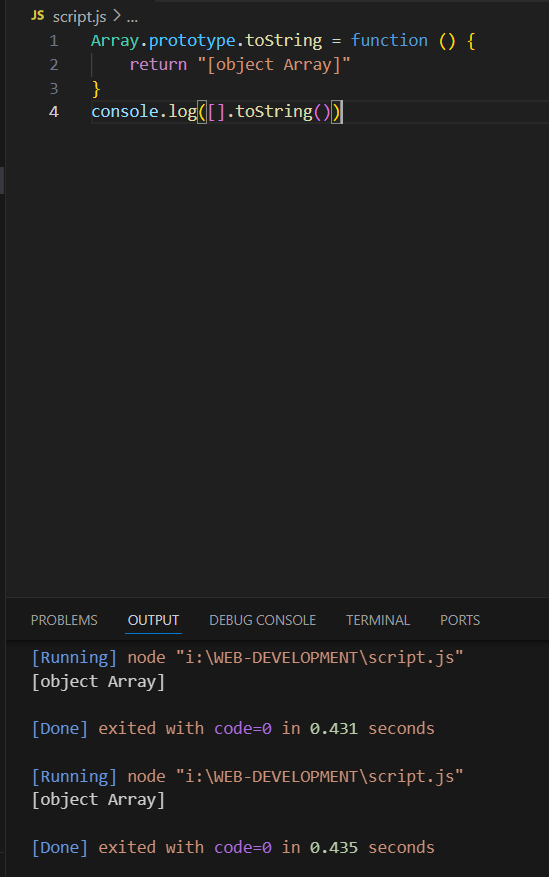 JS script.js > ...
1 Array.prototype.toString = function () {
2 return "[object Array]"
3 }
4 console.log([].toString())
PROBLEMS OUTPUT DEBUG CONSOLE TERMINAL PORTS
[Running] node "i:\WEB-DEVELOPMENT\script.js"
[object Array]
[Done] exited with code=0 in 0.431 seconds
[Running] node "i:\WEB-DEVELOPMENT\script.js"
[object Array]
[Done] exited with code=0 in 0.435 seconds